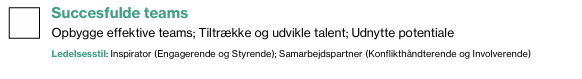 Succesfulde teams
Opbygge effektive teams; Tiltrække og udvikle talent; Udnytte potentiale
Ledelsesstil: Inspirator (Engagerende og Styrende); Samarbejdspartner (Konflikthåndterende og Involverende)